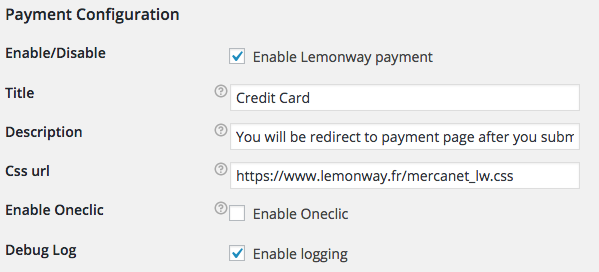 Payment Configuration
Enable/Disable Enable Lemonway payment
Title ? Credit Card
Description ? You will be redirect to payment page after you subm
Css url ? https://www.lemonway.fr/mercanet_lw.css
Enable Oneclic ? Enable Oneclic
Debug Log Enable logging